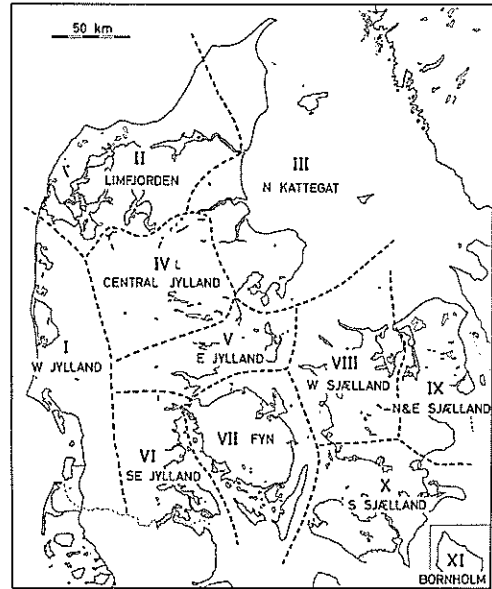 50 km
II
LIMFJORDEN
III
N KATTEGAT
IV
CENTRAL JYLLAND
I
W JYLLAND
V
E JYLLAND
VIII
W SJÆLLAND
IX
N&E SJÆLLAND
VI
SE JYLLAND
VII FYN
X
S SJÆLLAND
XI
BORNHOLM